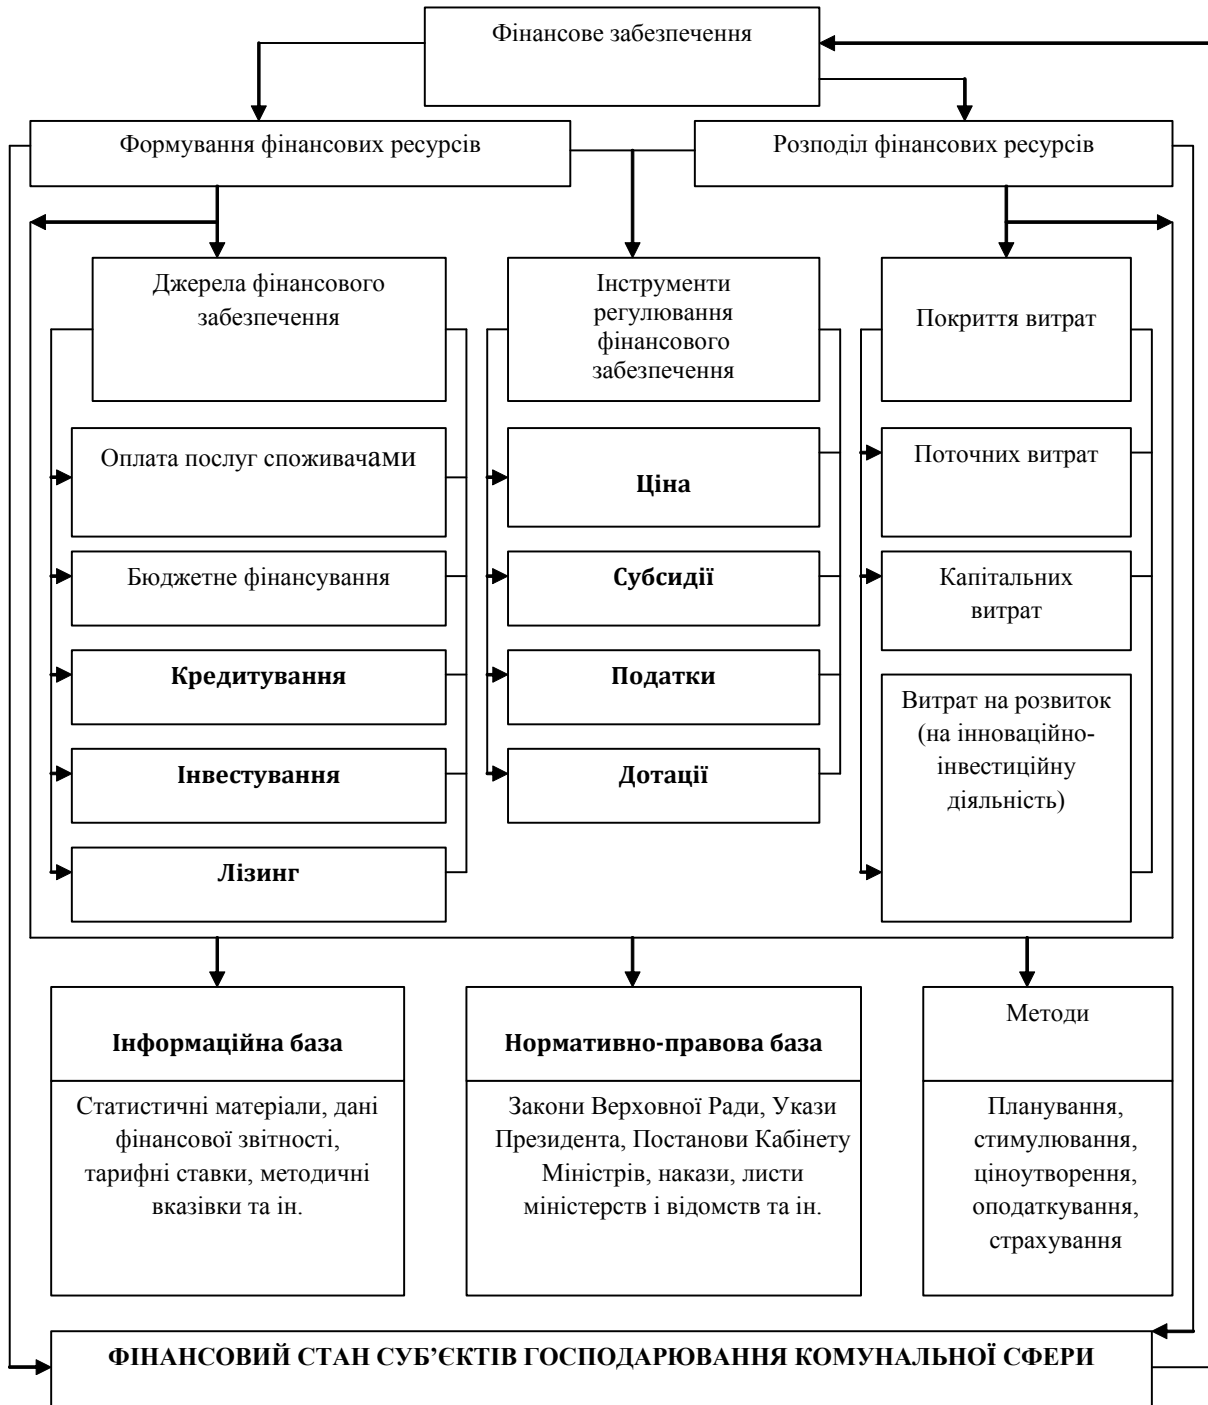 Фінансове забезпечення
Формування фінансових ресурсів
Розподіл фінансових ресурсів
Джерела фінансового
забезпечення
Інструменти
регулювання
фінансового
забезпечення
Покриття витрат
Оплата послуг споживачами
Ціна
Поточних витрат
Бюджетне фінансування
Субсидії
Капітальних
витрат
Кредитування
Податки
Витрат на розвиток
(на інноваційно-
інвестиційну
діяльність)
Інвестування
Дотації
Лізинг
Інформаційна база
Статистичні матеріали, дані
фінансової звітності,
тарифні ставки, методичні
вказівки та ін.
Нормативно-правова база
Закони Верховної Ради, Укази
Президента, Постанови Кабінету
Міністрів, накази, листи
міністерств і відомств та ін.
Методи
Планування,
стимулювання,
ціноутворення,
оподаткування,
страхування
ФІНАНСОВИЙ СТАН СУБ’ЄКТІВ ГОСПОДАРЮВАННЯ КОМУНАЛЬНОЇ СФЕРИ